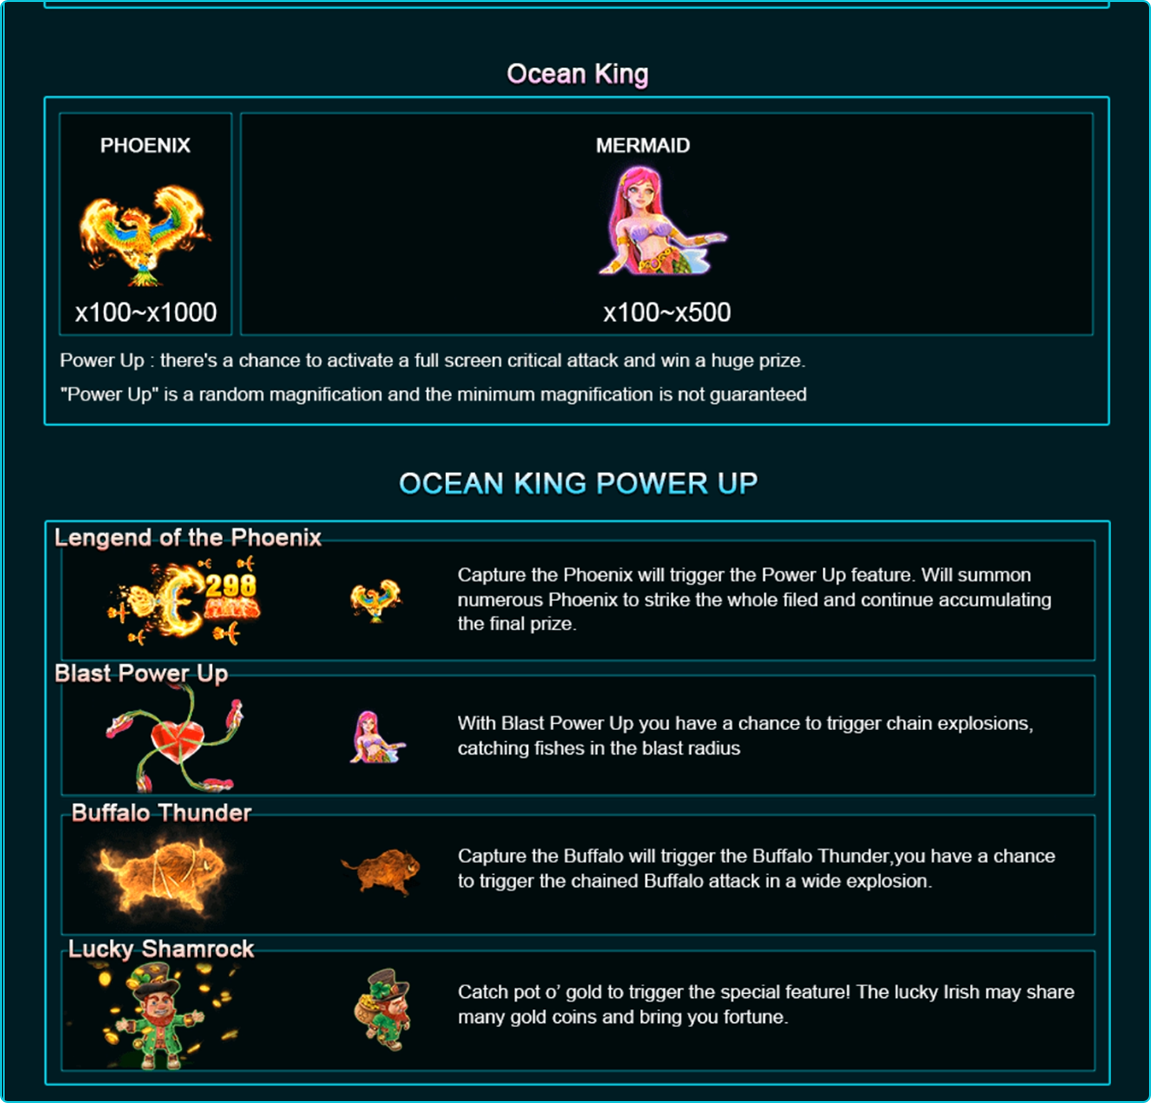 Ocean King
PHOENIX
MERMAID
x100~x1000
x100~x500
Power Up : there's a chance to activate a full screen critical attack and win a huge prize.
"Power Up" is a random magnification and the minimum magnification is not guaranteed
OCEAN KING POWER UP
Lengend of the Phoenix
298
Capture the Phoenix will trigger the Power Up feature. Will summon
numerous Phoenix to strike the whole filed and continue accumulating
the final prize.
Blast Power Up
With Blast Power Up you have a chance to trigger chain explosions,
catching fishes in the blast radius
Buffalo Thunder
Capture the Buffalo will trigger the Buffalo Thunder,you have a chance
to trigger the chained Buffalo attack in a wide explosion.
Lucky Shamrock
Catch pot o’ gold to trigger the special feature! The lucky Irish may share
many gold coins and bring you fortune.